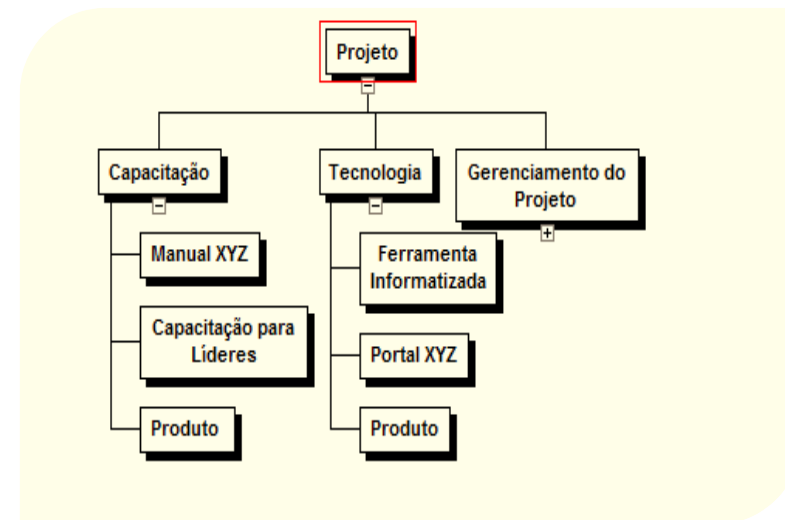 Projeto
Capacitação
Tecnologia
Gerenciamento do
Projeto
Manual XYZ
Capacitação para
Líderes
Produto
Ferramenta
Informatizada
Portal XYZ
Produto